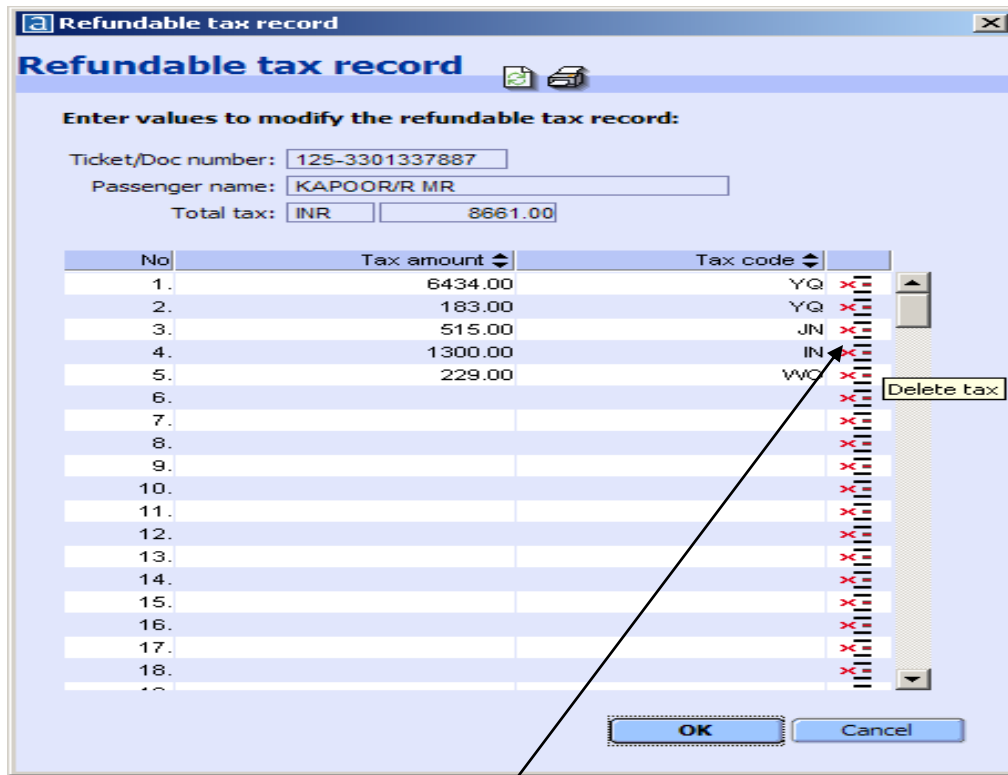 a Refundable tax record
Refundable tax record
Enter values to modify the refundable tax record:
Ticket/Doc number: 125-3301337887
Passenger name: KAPOOR/R MR
Total tax: INR 8661.00
No Tax amount Tax code
1. 6434.00 YQ
2. 183.00 YQ
3. 515.00 JN
4. 1300.00 IN
5. 229.00 WO
Delete tax
6.
7.
8.
9.
10.
11.
12.
13.
14.
15.
16.
17.
18.
OK Cancel